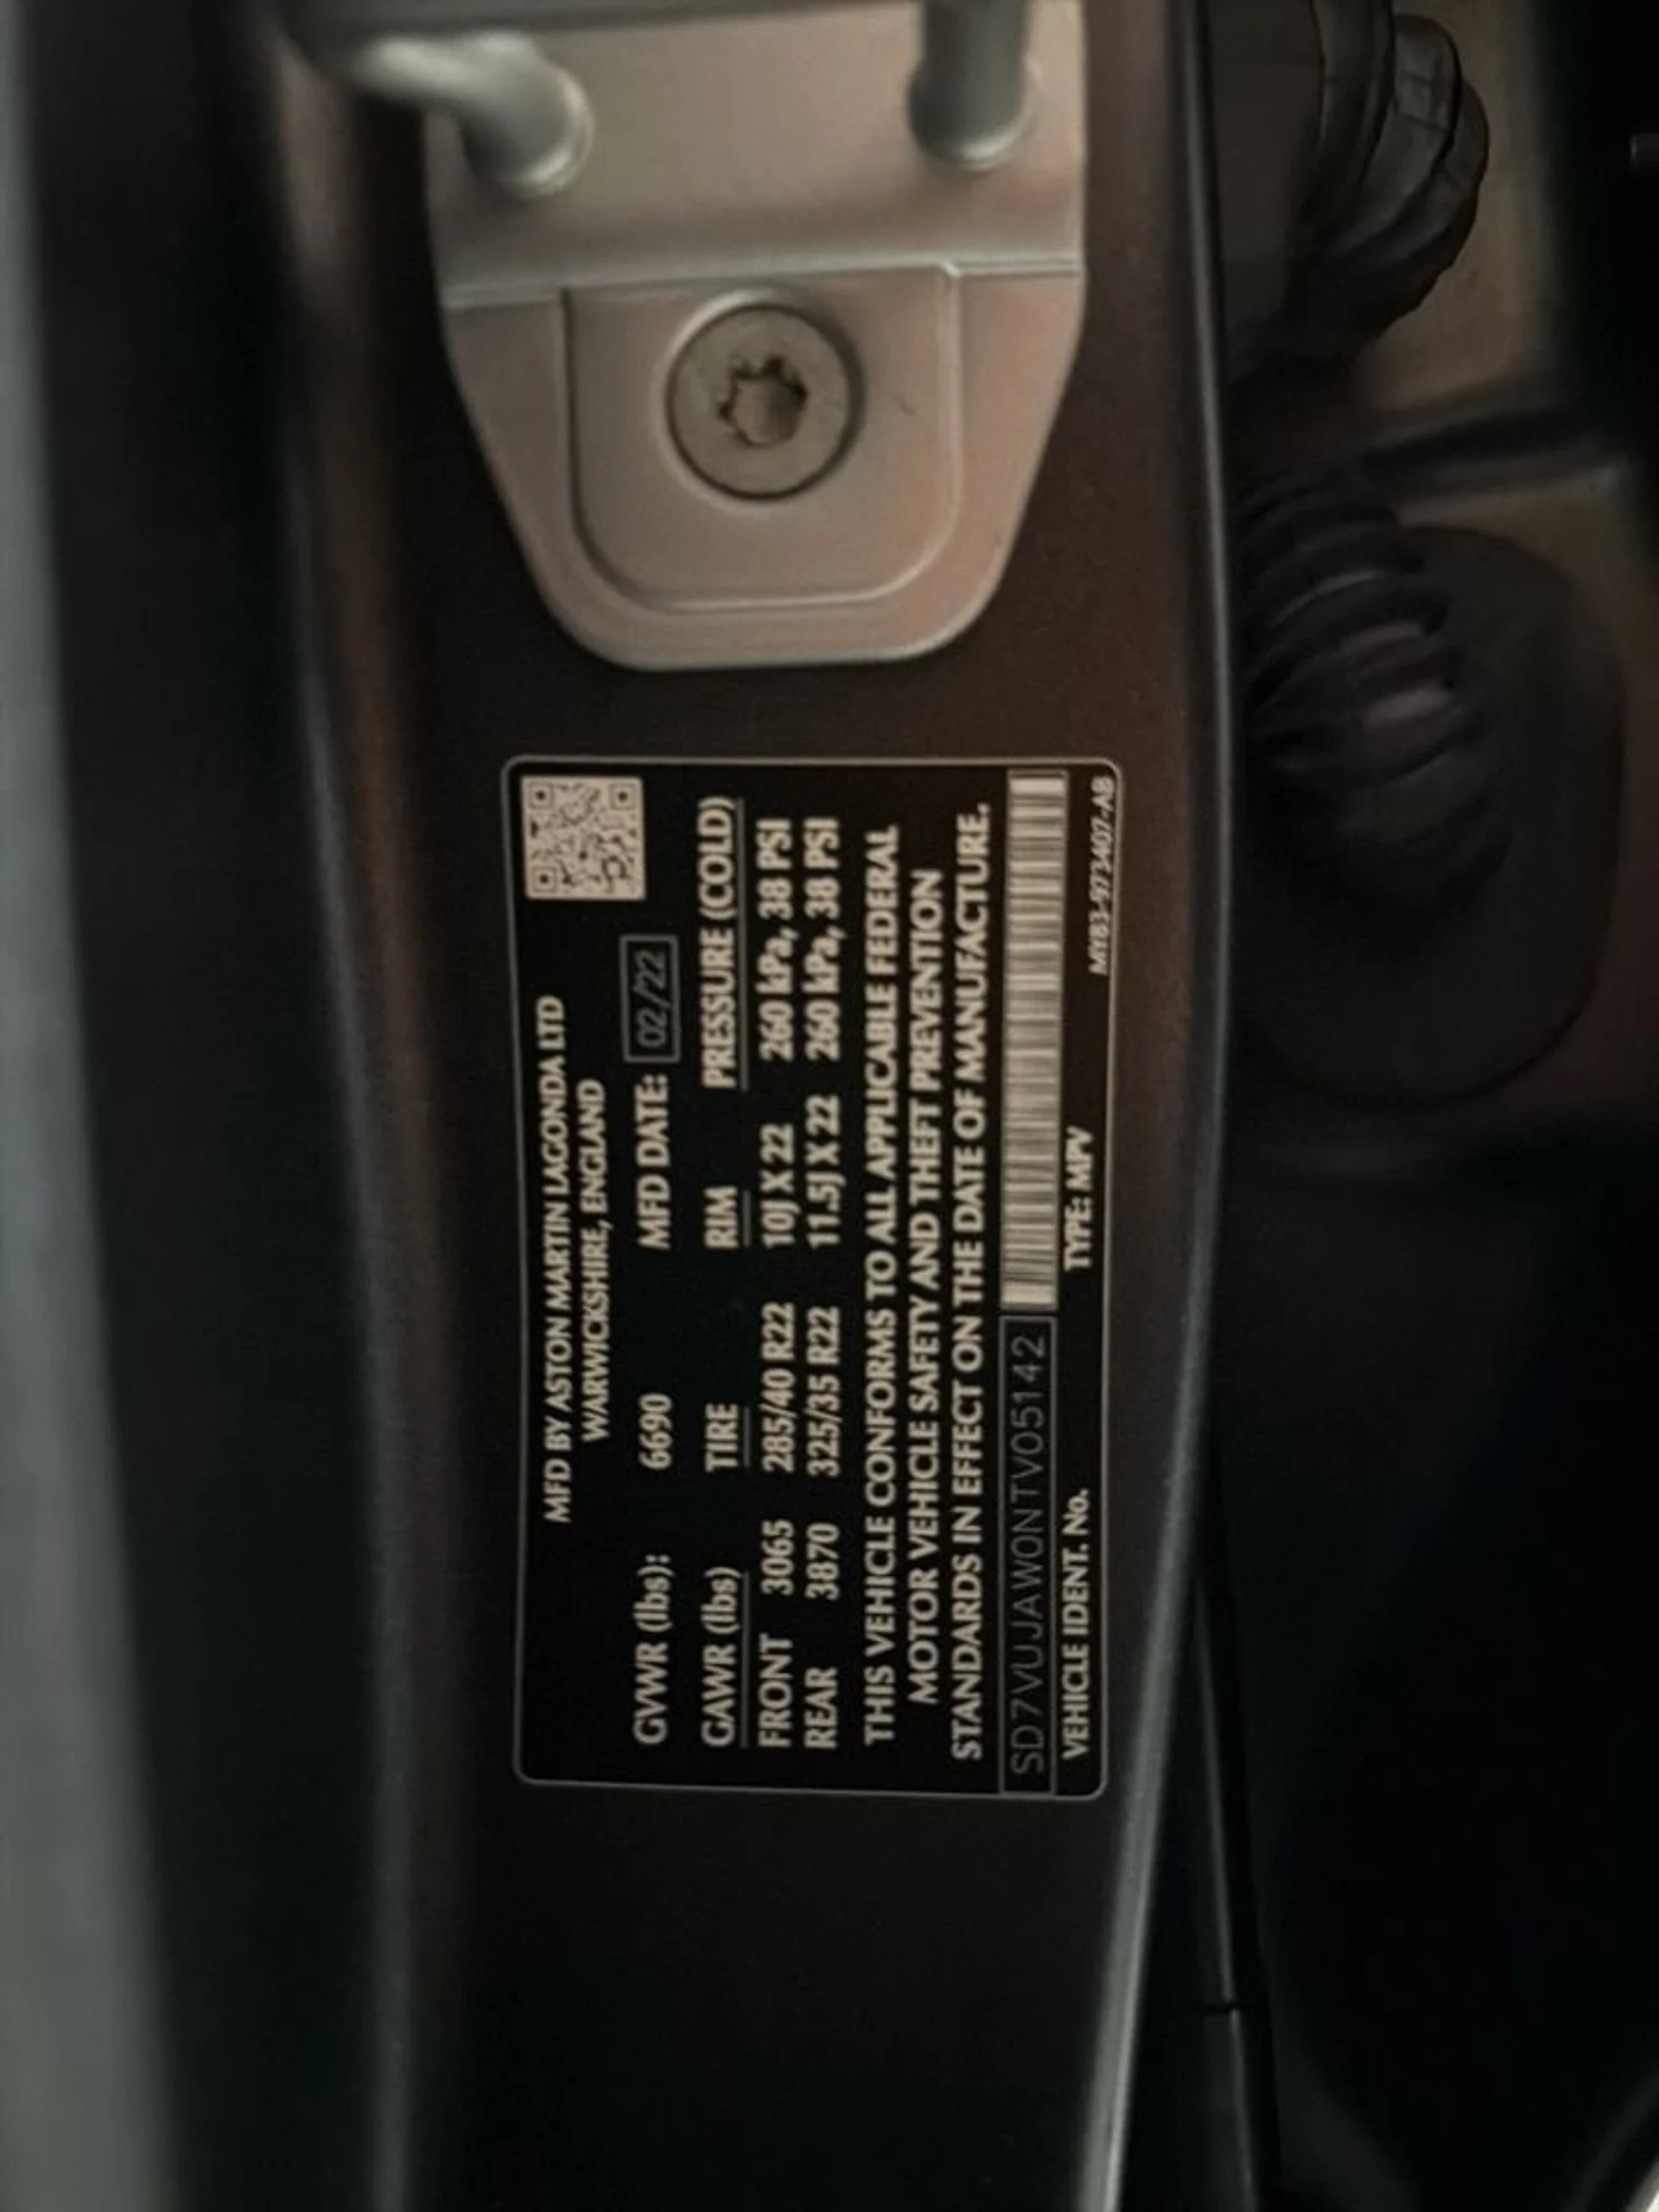 MFD BY ASTON MARTIN LAGONDA LTD
WARWICKSHIRE, ENGLAND
GVWR (lbs): 6690 MFD DATE: 02/22
GAWR (lbs) TIRE RIM PRESSURE (COLD)
FRONT 3065 285/40 R22 10J X 22 260 kPa, 38 PSI
REAR 3870 325/35 R22 11.5J X 22 260 kPa, 38 PSI
THIS VEHICLE CONFORMS TO ALL APPLICABLE FEDERAL
MOTOR VEHICLE SAFETY AND THEFT PREVENTION
STANDARDS IN EFFECT ON THE DATE OF MANUFACTURE.
SD7VUJAW0NTV05142
VEHICLE IDENT. No. TYPE: MPV MY83-973407-AB